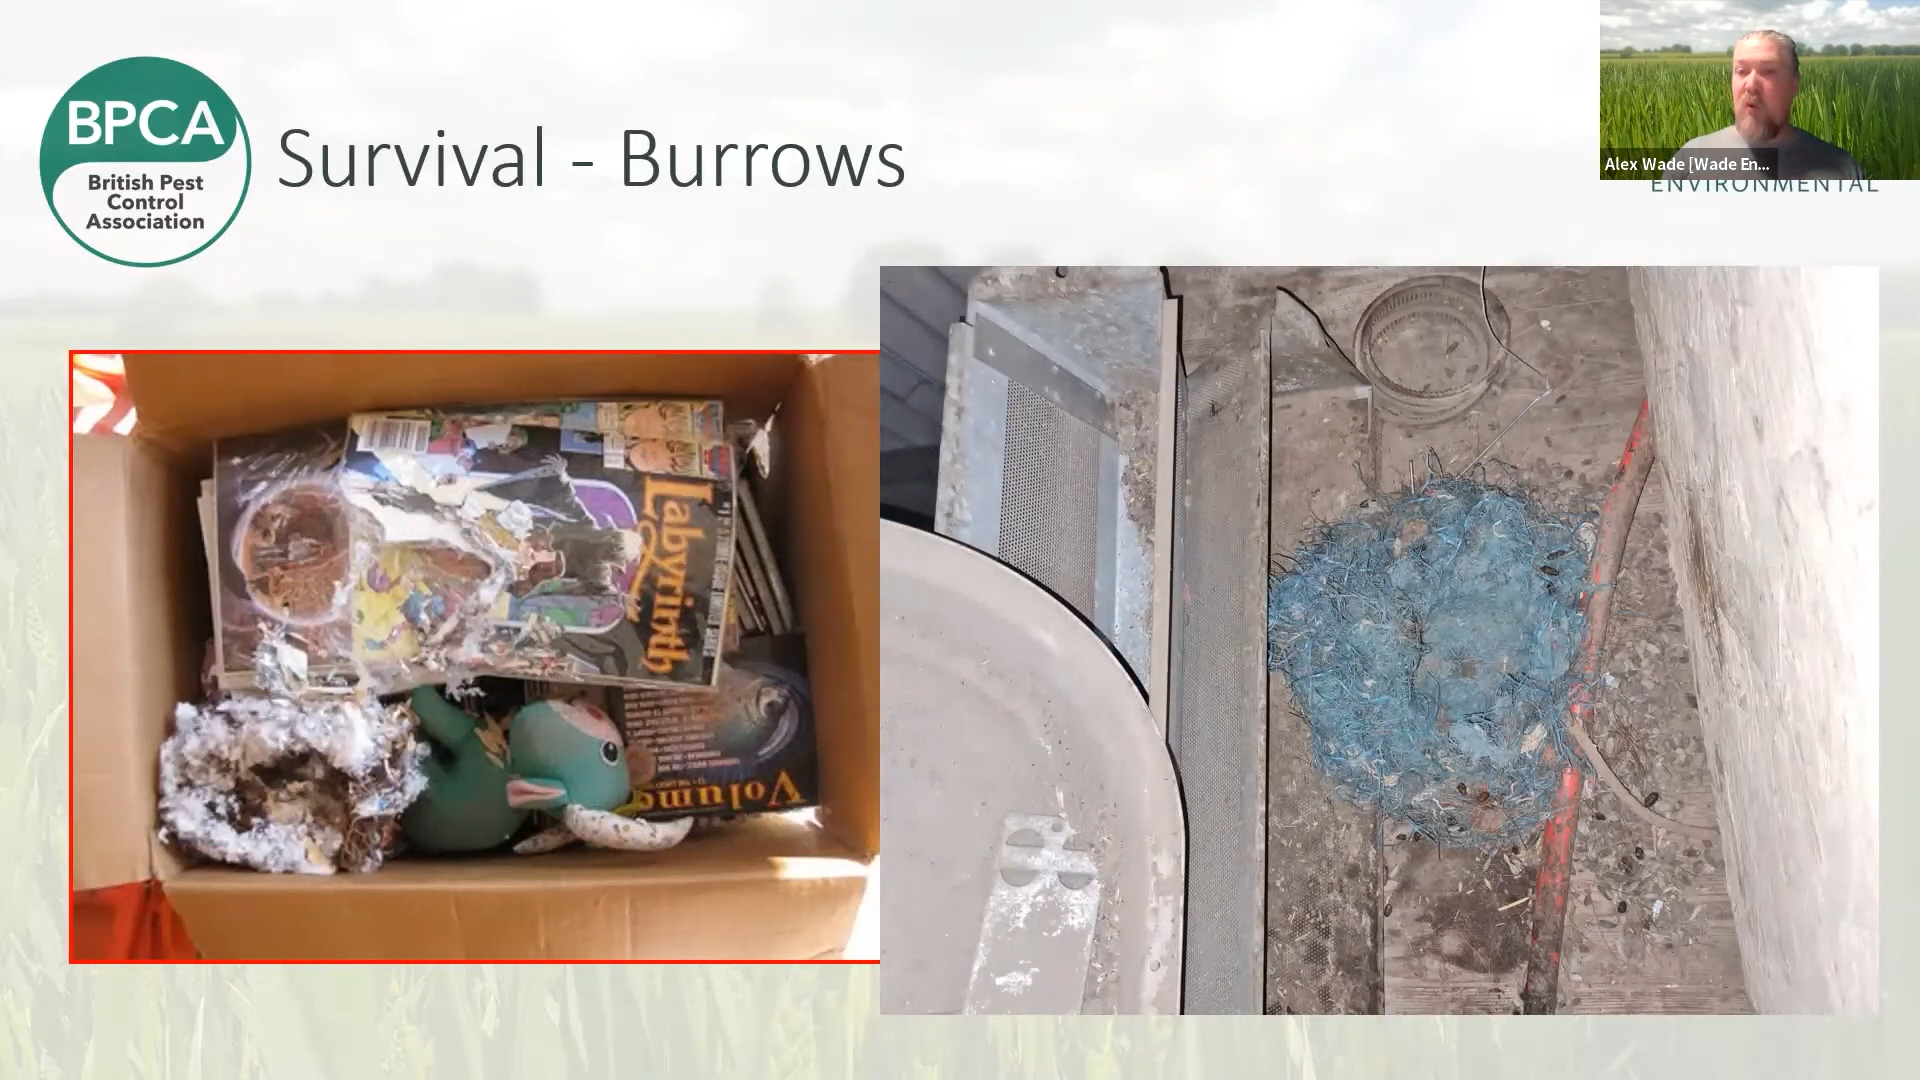 BPCA
British Pest
Control
Association
Survival - Burrows
Alex Wade [Wade En...
ENVIRONMENTAL
Labyrinth
Volume